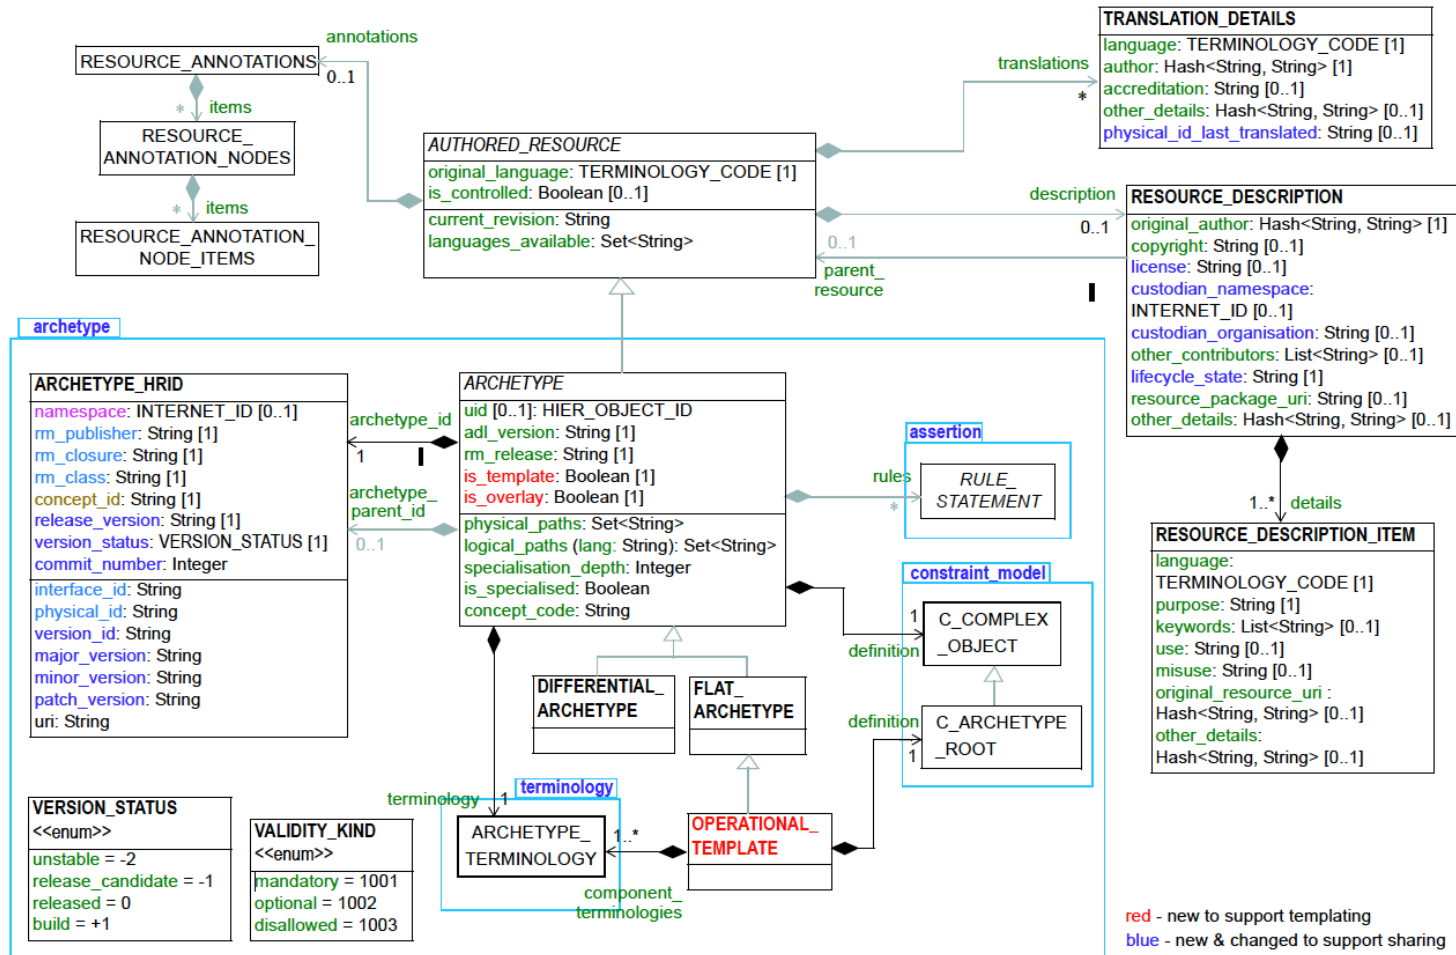 annotations
RESOURCE_ANNOTATIONS
0..1
*
items
RESOURCE_
ANNOTATION_NODES
*
items
RESOURCE_ANNOTATION_
NODE_ITEMS
AUTHORED_RESOURCE
original_language: TERMINOLOGY_CODE [1]
is_controlled: Boolean [0..1]
current_revision: String
languages_available: Set<String>
translations
*
TRANSLATION_DETAILS
language: TERMINOLOGY_CODE [1]
author: Hash<String, String> [1]
accreditation: String [0..1]
other_details: Hash<String, String> [0..1]
physical_id_last_translated: String [0..1]
description
0..1
0..1
parent_
resource
RESOURCE_DESCRIPTION
original_author: Hash<String, String> [1]
copyright: String [0..1]
license: String [0..1]
custodian_namespace:
INTERNET_ID [0..1]
custodian_organisation: String [0..1]
other_contributors: List<String> [0..1]
lifecycle_state: String [1]
resource_package_uri: String [0..1]
other_details: Hash<String, String> [0..1]
1..*
details
RESOURCE_DESCRIPTION_ITEM
language:
TERMINOLOGY_CODE [1]
purpose: String [1]
keywords: List<String> [0..1]
use: String [0..1]
misuse: String [0..1]
original_resource_uri :
Hash<String, String> [0..1]
other_details:
Hash<String, String> [0..1]
archetype
ARCHETYPE_HRID
namespace: INTERNET_ID [0..1]
rm_publisher: String [1]
rm_closure: String [1]
rm_class: String [1]
concept_id: String [1]
release_version: String [1]
version_status: VERSION_STATUS [1]
commit_number: Integer
interface_id: String
physical_id: String
version_id: String
major_version: String
minor_version: String
patch_version: String
uri: String
archetype_id
1
archetype_
parent_id
0..1
ARCHETYPE
uid [0..1]: HIER_OBJECT_ID
adl_version: String [1]
rm_release: String [1]
is_template: Boolean [1]
is_overlay: Boolean [1]
physical_paths: Set<String>
logical_paths (lang: String): Set<String>
specialisation_depth: Integer
is_specialised: Boolean
concept_code: String
assertion
rules
*
RULE_
STATEMENT
constraint_model
1
definition
C_COMPLEX
_OBJECT
definition
1
C_ARCHETYPE
_ROOT
DIFFERENTIAL_
ARCHETYPE
FLAT_
ARCHETYPE
terminology
terminology
1
ARCHETYPE_
TERMINOLOGY
1..*
component_
terminologies
OPERATIONAL_
TEMPLATE
VERSION_STATUS
<<enum>>
unstable = -2
release_candidate = -1
released = 0
build = +1
VALIDITY_KIND
<<enum>>
mandatory = 1001
optional = 1002
disallowed = 1003
red - new to support templating
blue - new & changed to support sharing